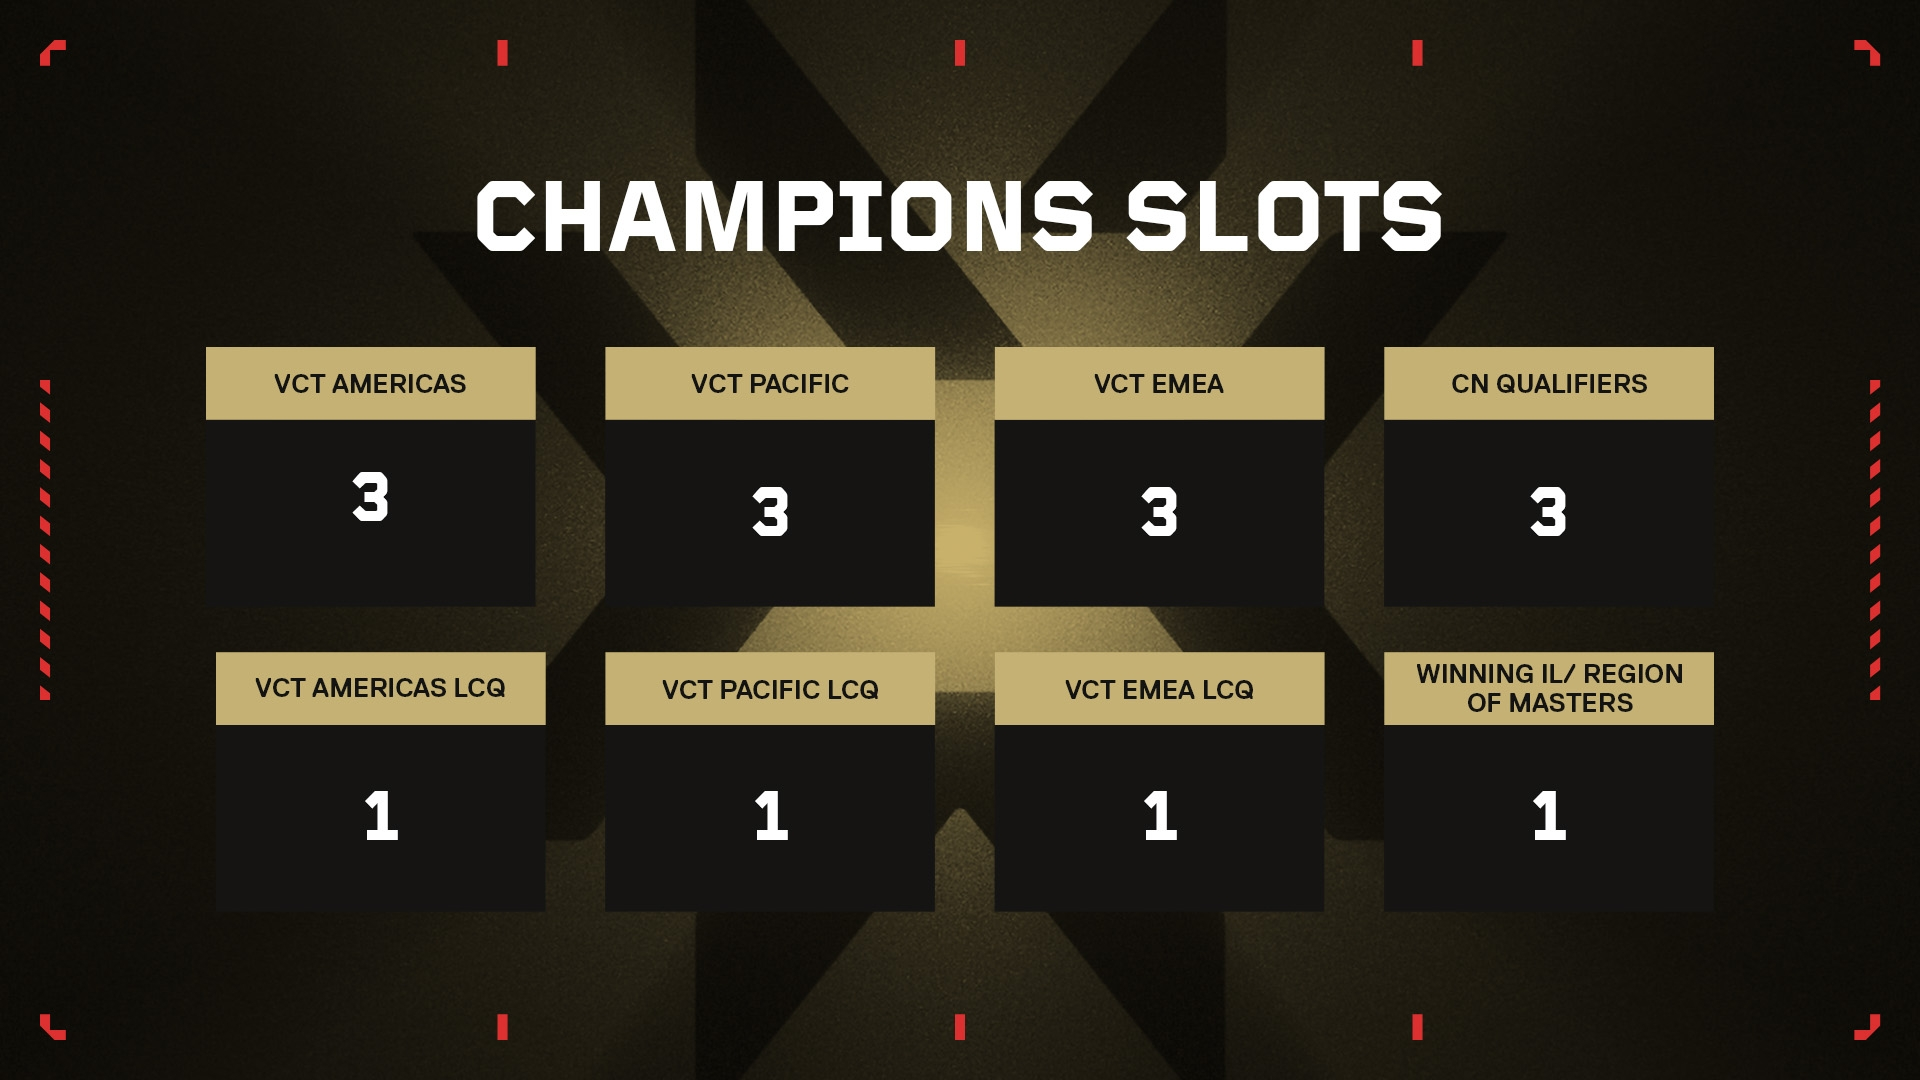 CHAMPIONS SLOTS
VCT AMERICAS
3
VCT PACIFIC
3
VCT EMEA
3
CN QUALIFIERS
3
VCT AMERICAS LCQ
1
VCT PACIFIC LCQ
1
VCT EMEA LCQ
1
WINNING IL/ REGION
OF MASTERS
1